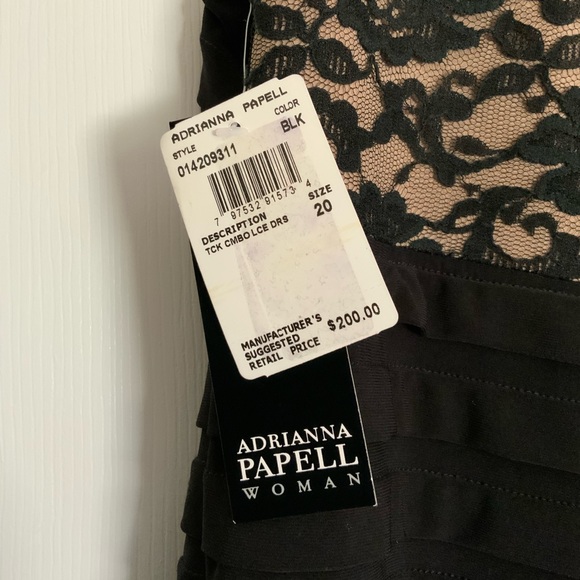 ADRIANNA PAPELL
STYLE COLOR
014209311 BLK
7 97532 91573 4
DESCRIPTION SIZE
TCK CMBO LCE DRS 20
MANUFACTURER'S
SUGGESTED $200.00
RETAIL PRICE
ADRIANNA
PAPELL
WOMAN